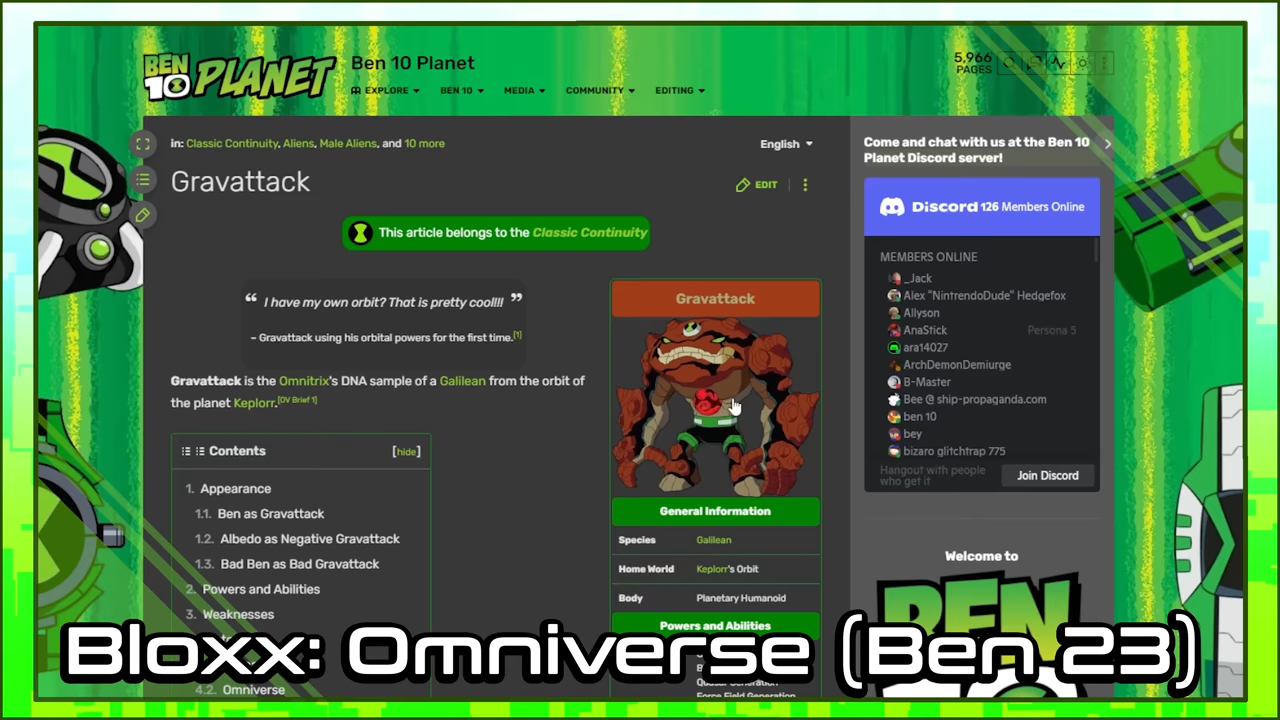 BEN 10 PLANET
Ben 10 Planet
EXPLORE
BEN 10
MEDIA
COMMUNITY
EDITING
5,966
PAGES
in: Classic Continuity, Aliens, Male Aliens, and 10 more
English
Gravattack
EDIT
This article belongs to the Classic Continuity
“ I have my own orbit? That is pretty cool!!! ”
– Gravattack using his orbital powers for the first time.[1]
Gravattack is the Omnitrix's DNA sample of a Galilean from the orbit of
the planet Keplorr.[OV Brief 1]
Contents
[hide]
1. Appearance
1.1. Ben as Gravattack
1.2. Albedo as Negative Gravattack
1.3. Bad Ben as Bad Gravattack
2. Powers and Abilities
3. Weaknesses
4.2. Omniverse
Gravattack
General Information
Species Galilean
Home World Keplorr's Orbit
Body Planetary Humanoid
Powers and Abilities
Force Field Generation
Come and chat with us at the Ben 10
Planet Discord server!
Discord 126 Members Online
MEMBERS ONLINE
_Jack
Alex "NintrendoDude" Hedgefox
Allyson
AnaStick Persona 5
ara14027
ArchDemonDemiurge
B-Master
Bee @ ship-propaganda.com
ben 10
bey
bizaro glitchtrap 775
Hangout with people
who get it
Join Discord
Welcome to
BEN
Bloxx: Omniverse (Ben 23)